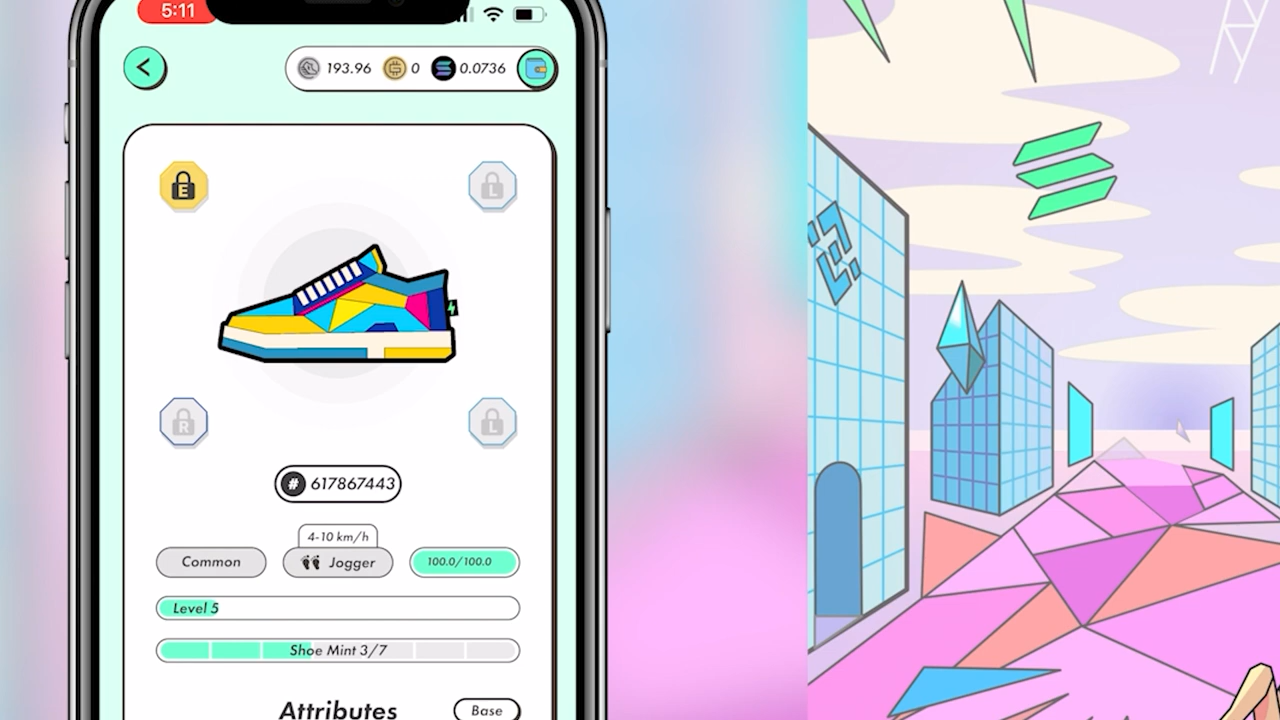 5:11
193.96 0 0.0736
E L
R L
# 617867443
4-10 km/h
Common Jogger 100.0/100.0
Level 5
Shoe Mint 3/7
Attributes Base